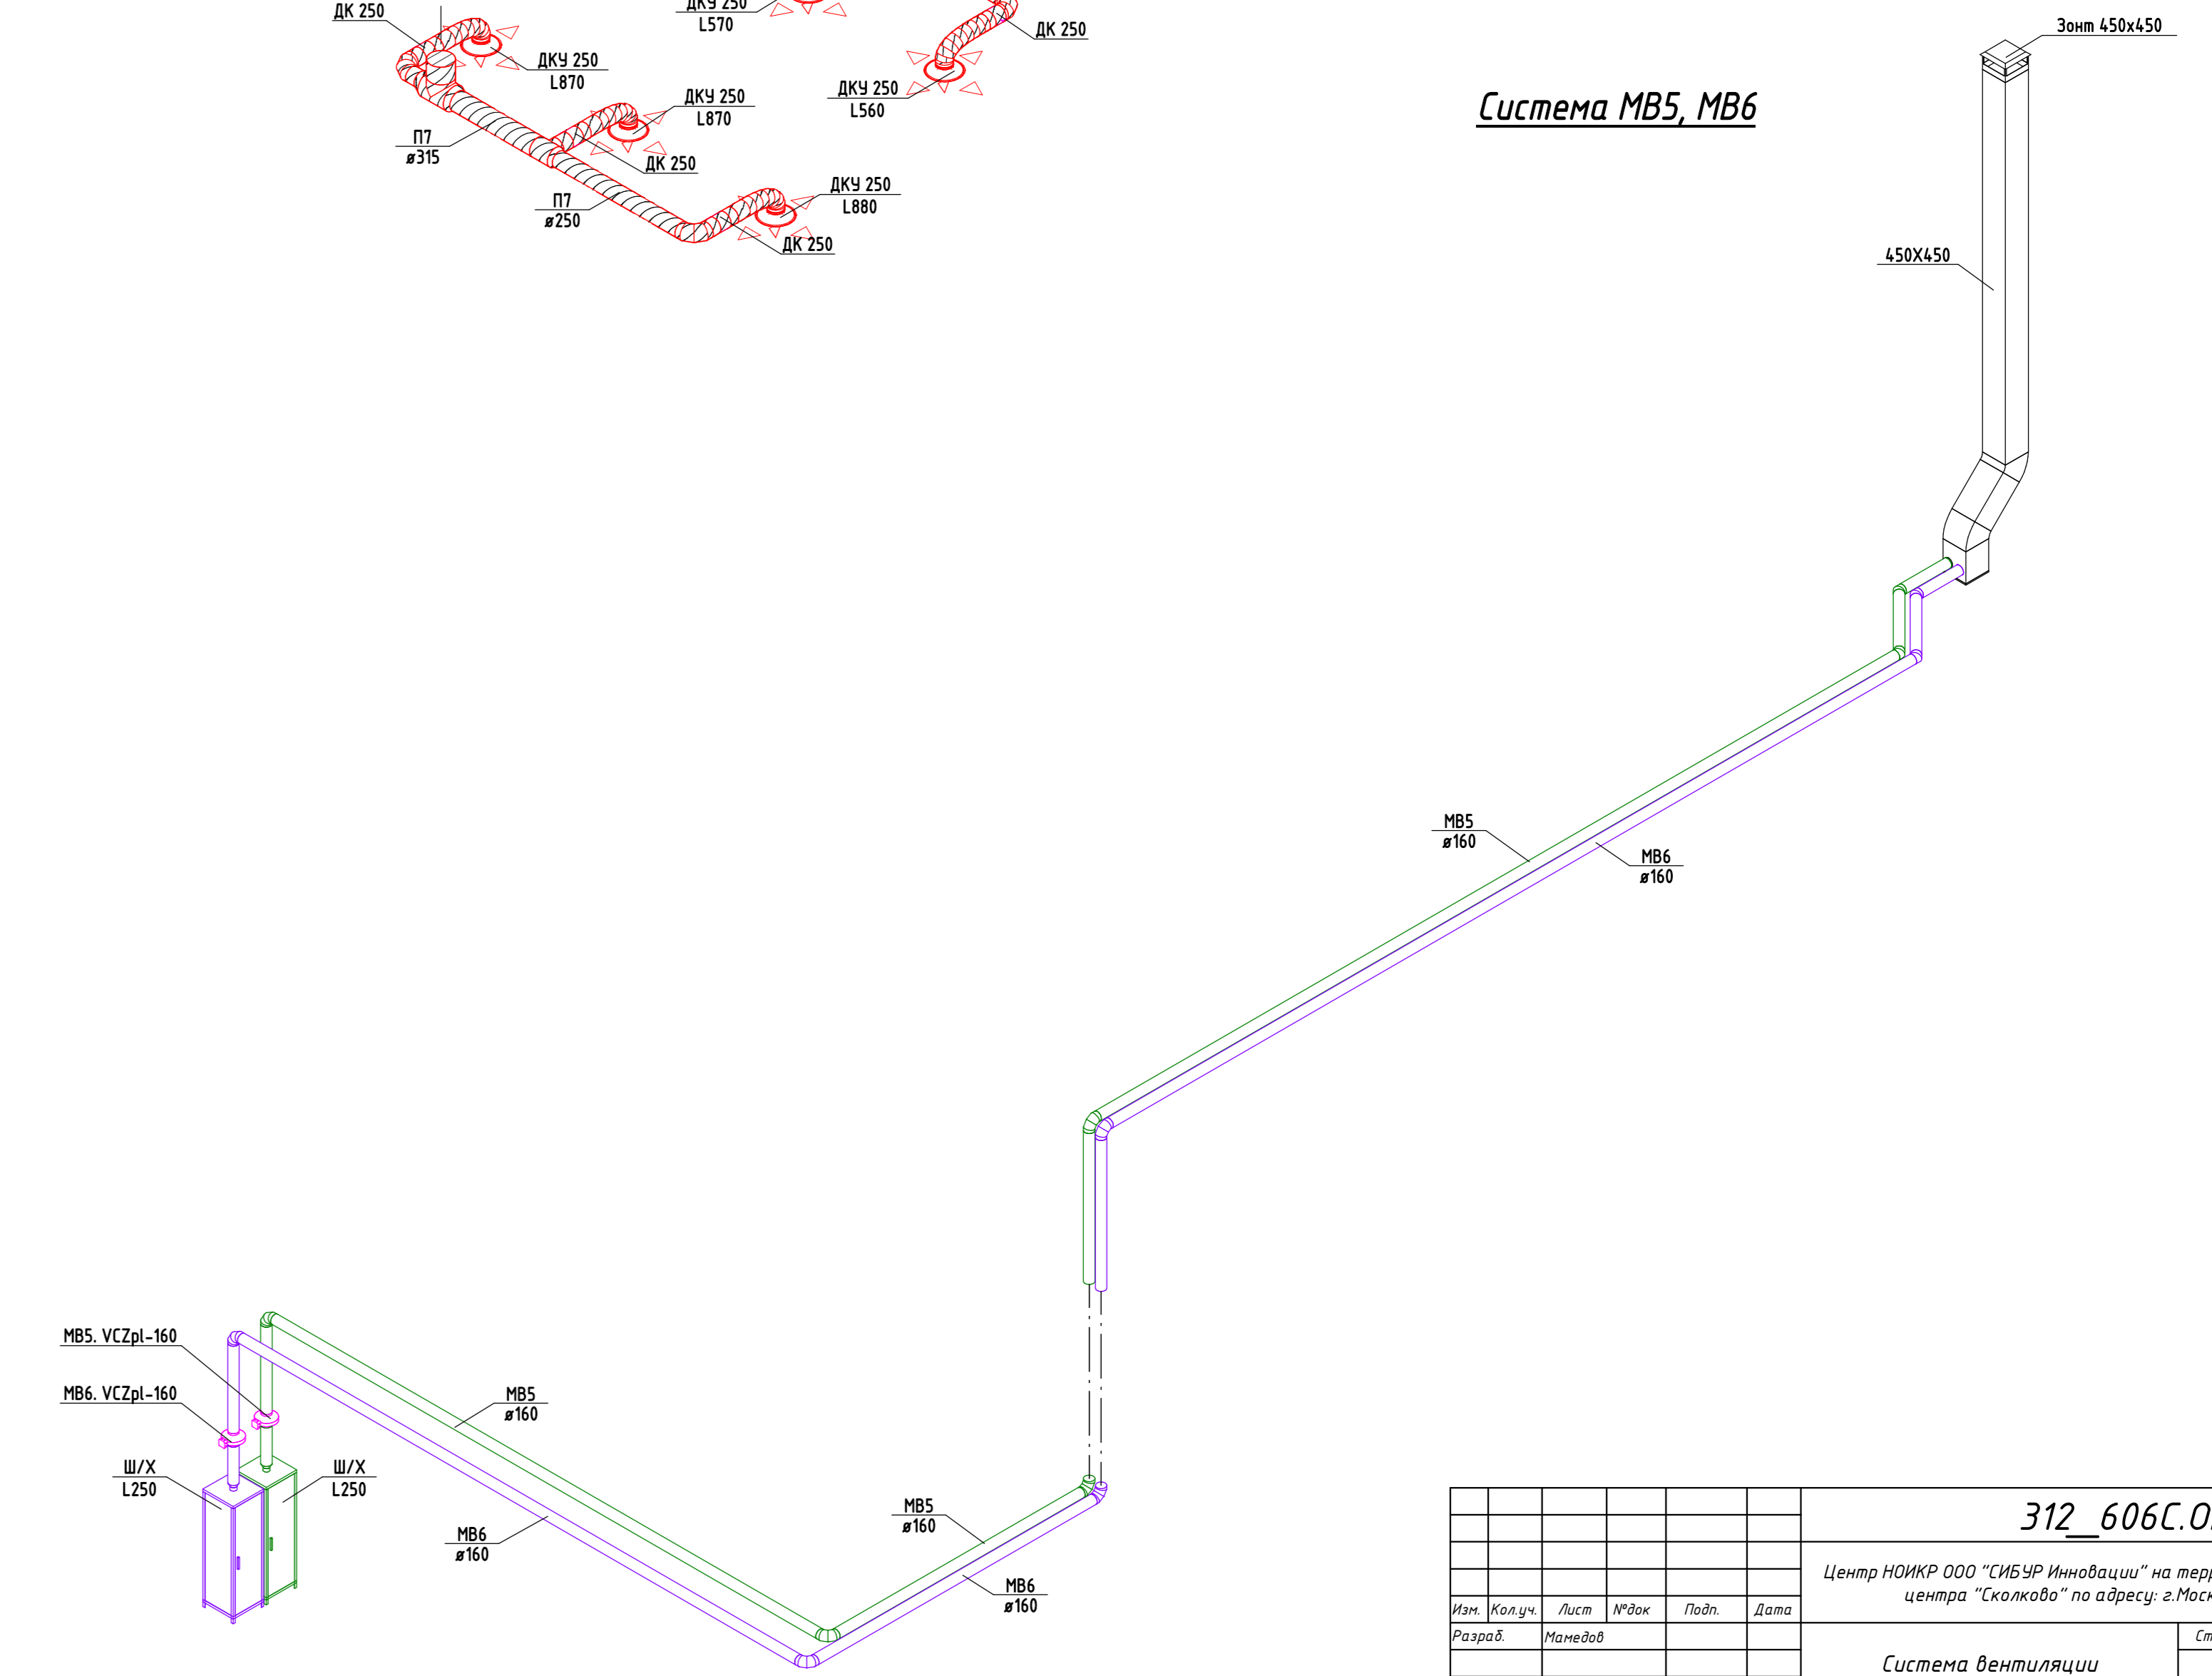 ДК 250
ДКУ 250
L570
ДК 250
Зонт 450х450
ДКУ 250
L870
ДКУ 250
L560
ДКУ 250
L870
Система МВ5, МВ6
П7
ø315
ДК 250
ДКУ 250
L880
П7
ø250
ДК 250
450Х450
МВ5
ø160
МВ6
ø160
МВ5. VCZpl-160
МВ6. VCZpl-160
МВ5
ø160
Ш/Х
L250
Ш/Х
L250
МВ6
ø160
МВ5
ø160
МВ6
ø160
312_606С.О
Центр НОИКР ООО "СИБУР Инновации" на терр
центра "Сколково" по адресу: г.Моск
Изм. Кол.уч. Лист №док Подп. Дата
Разраб. Мамедов
Ст
Система вентиляции